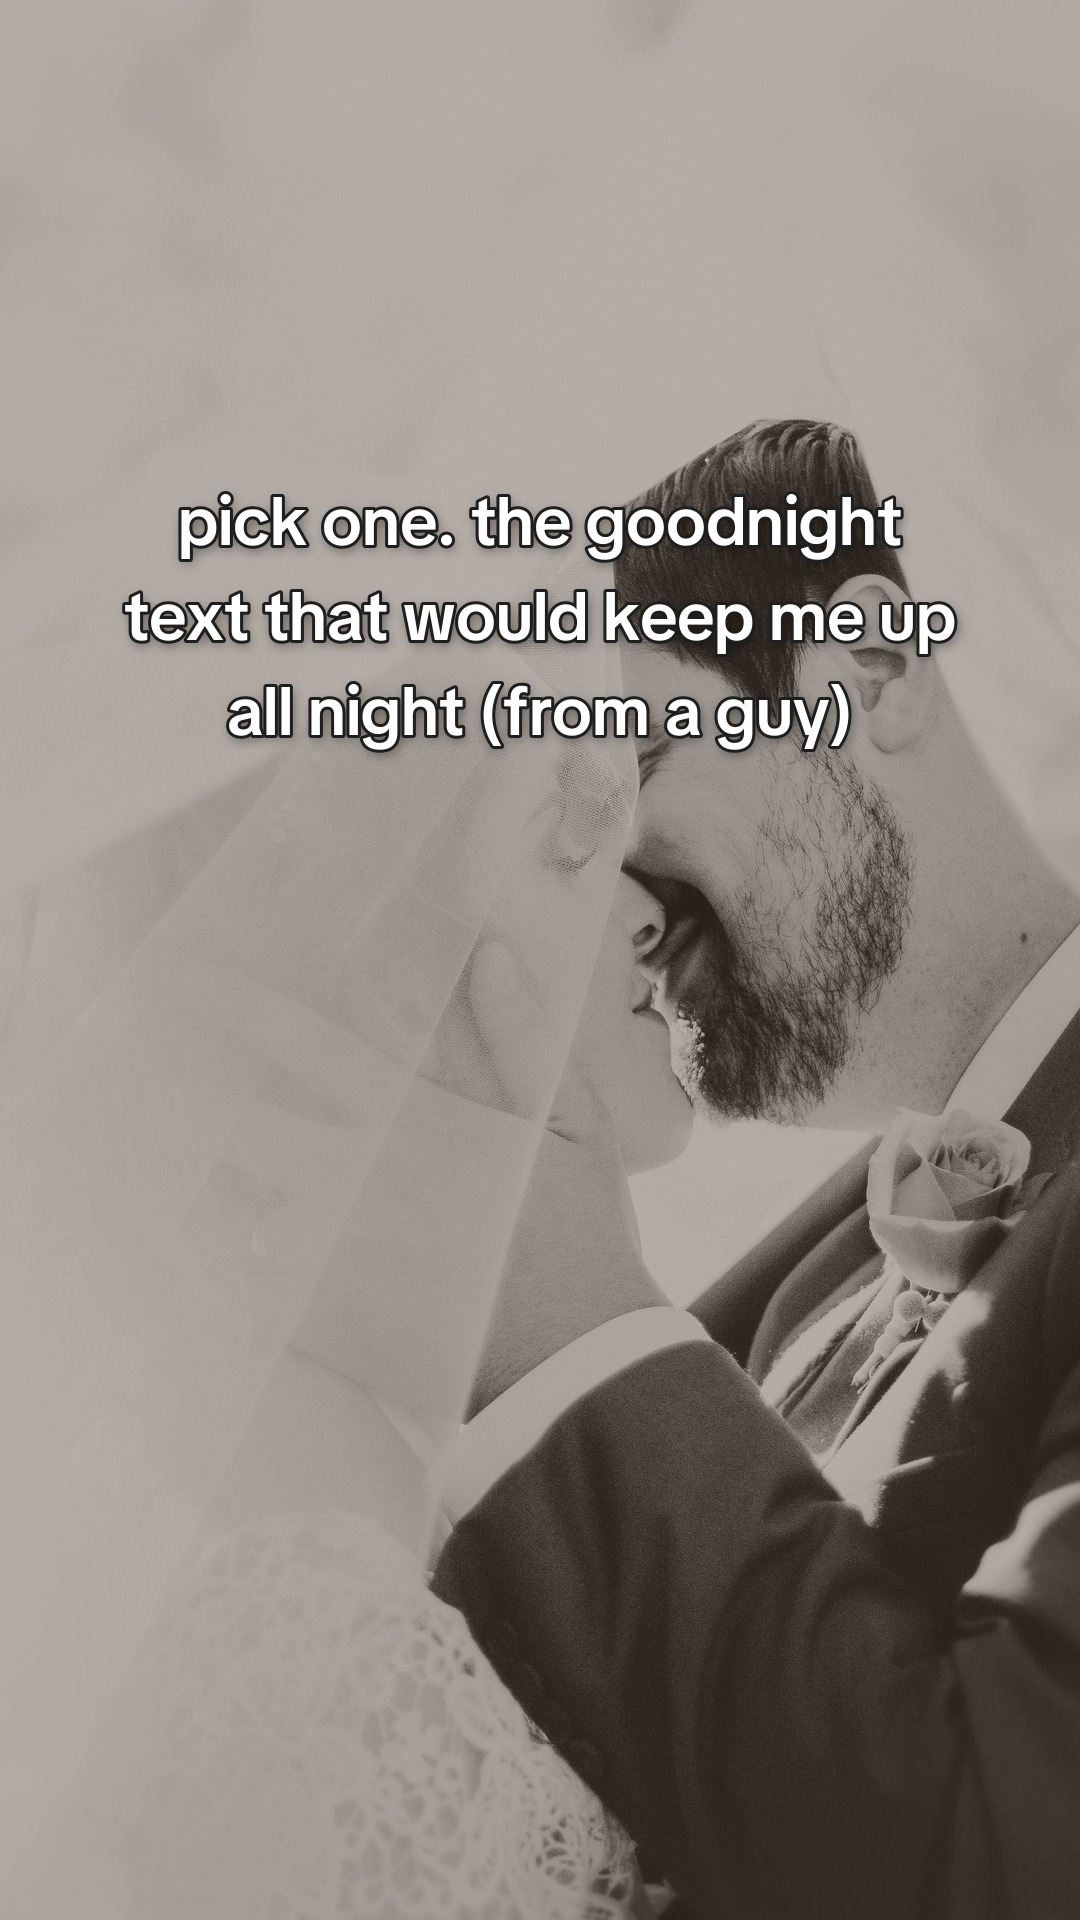 pick one. the goodnight
text that would keep me up
all night (from a guy)